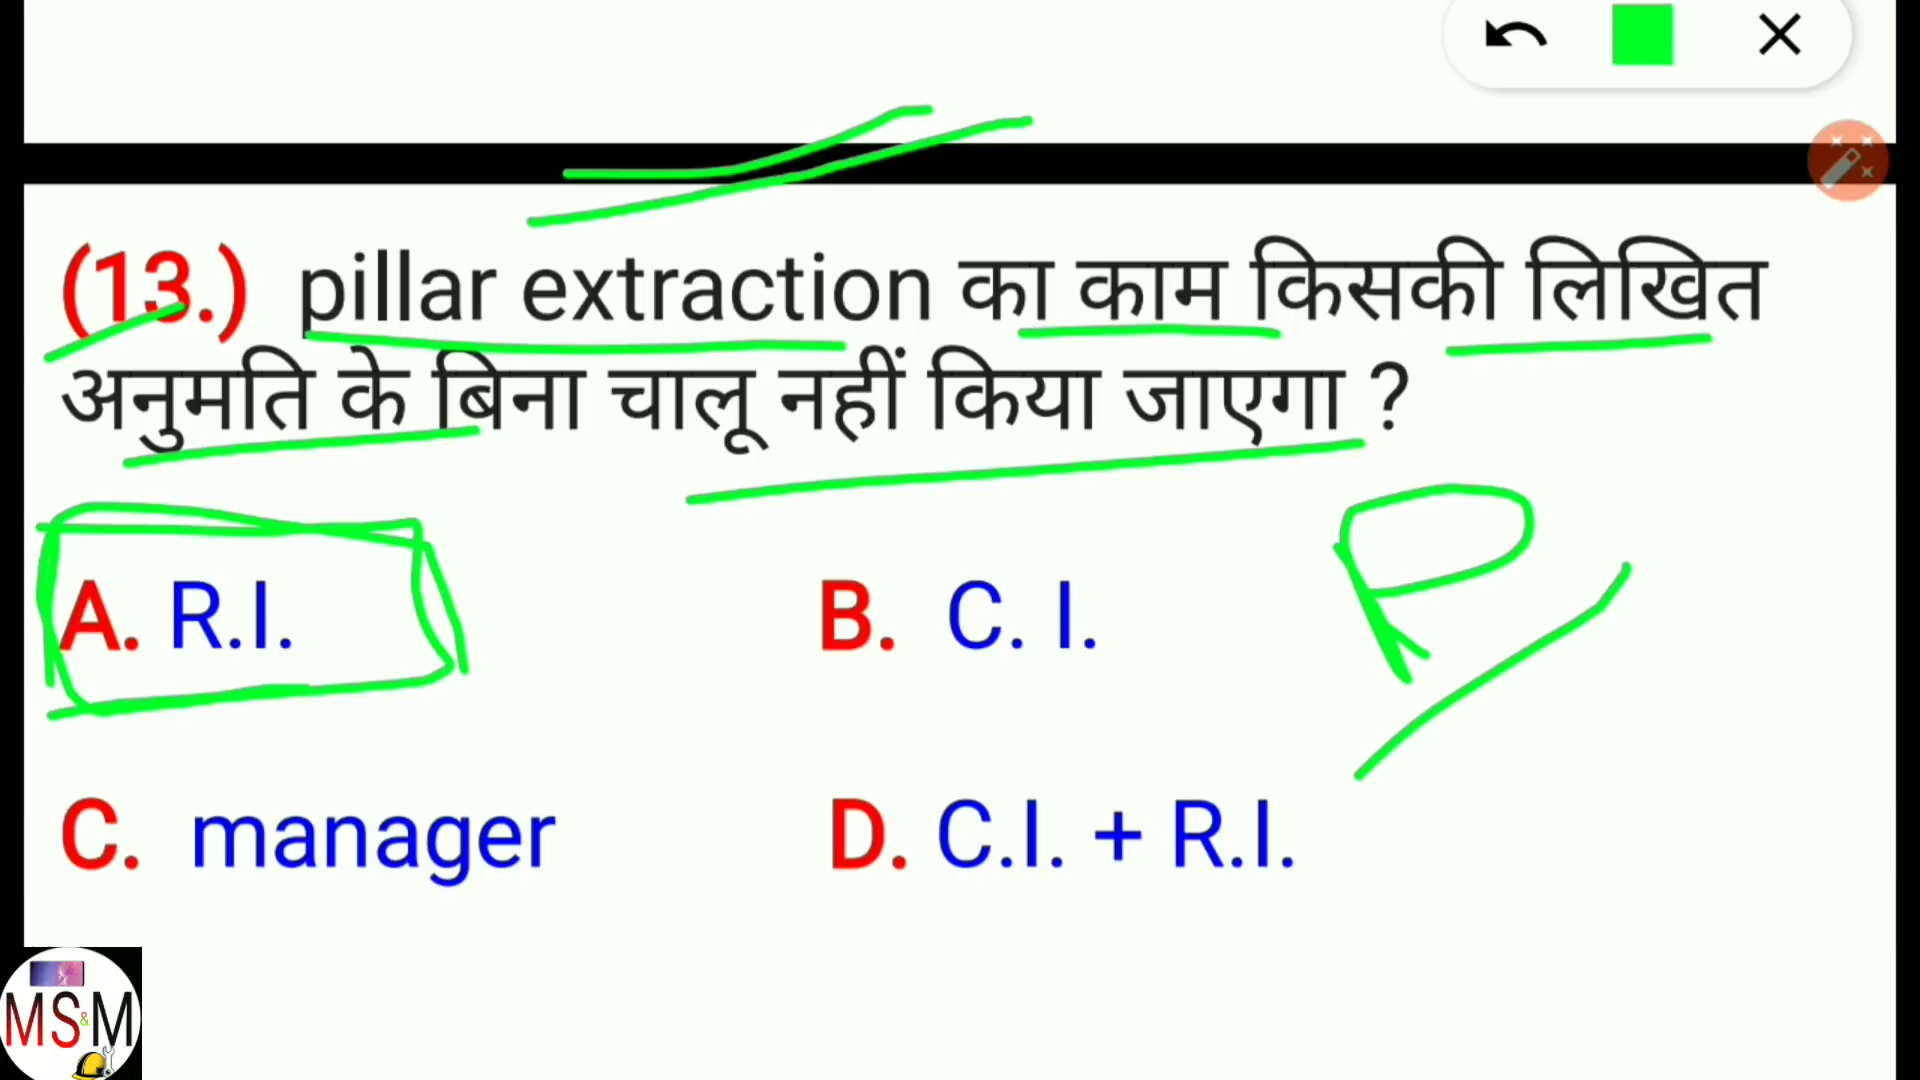 (13.) pillar extraction का काम किसकी लिखित
अनुमति के बिना चालू नहीं किया जाएगा ?
A. R.I.
B. C. I.
P
C. manager
D. C.I. + R.I.
MS&M